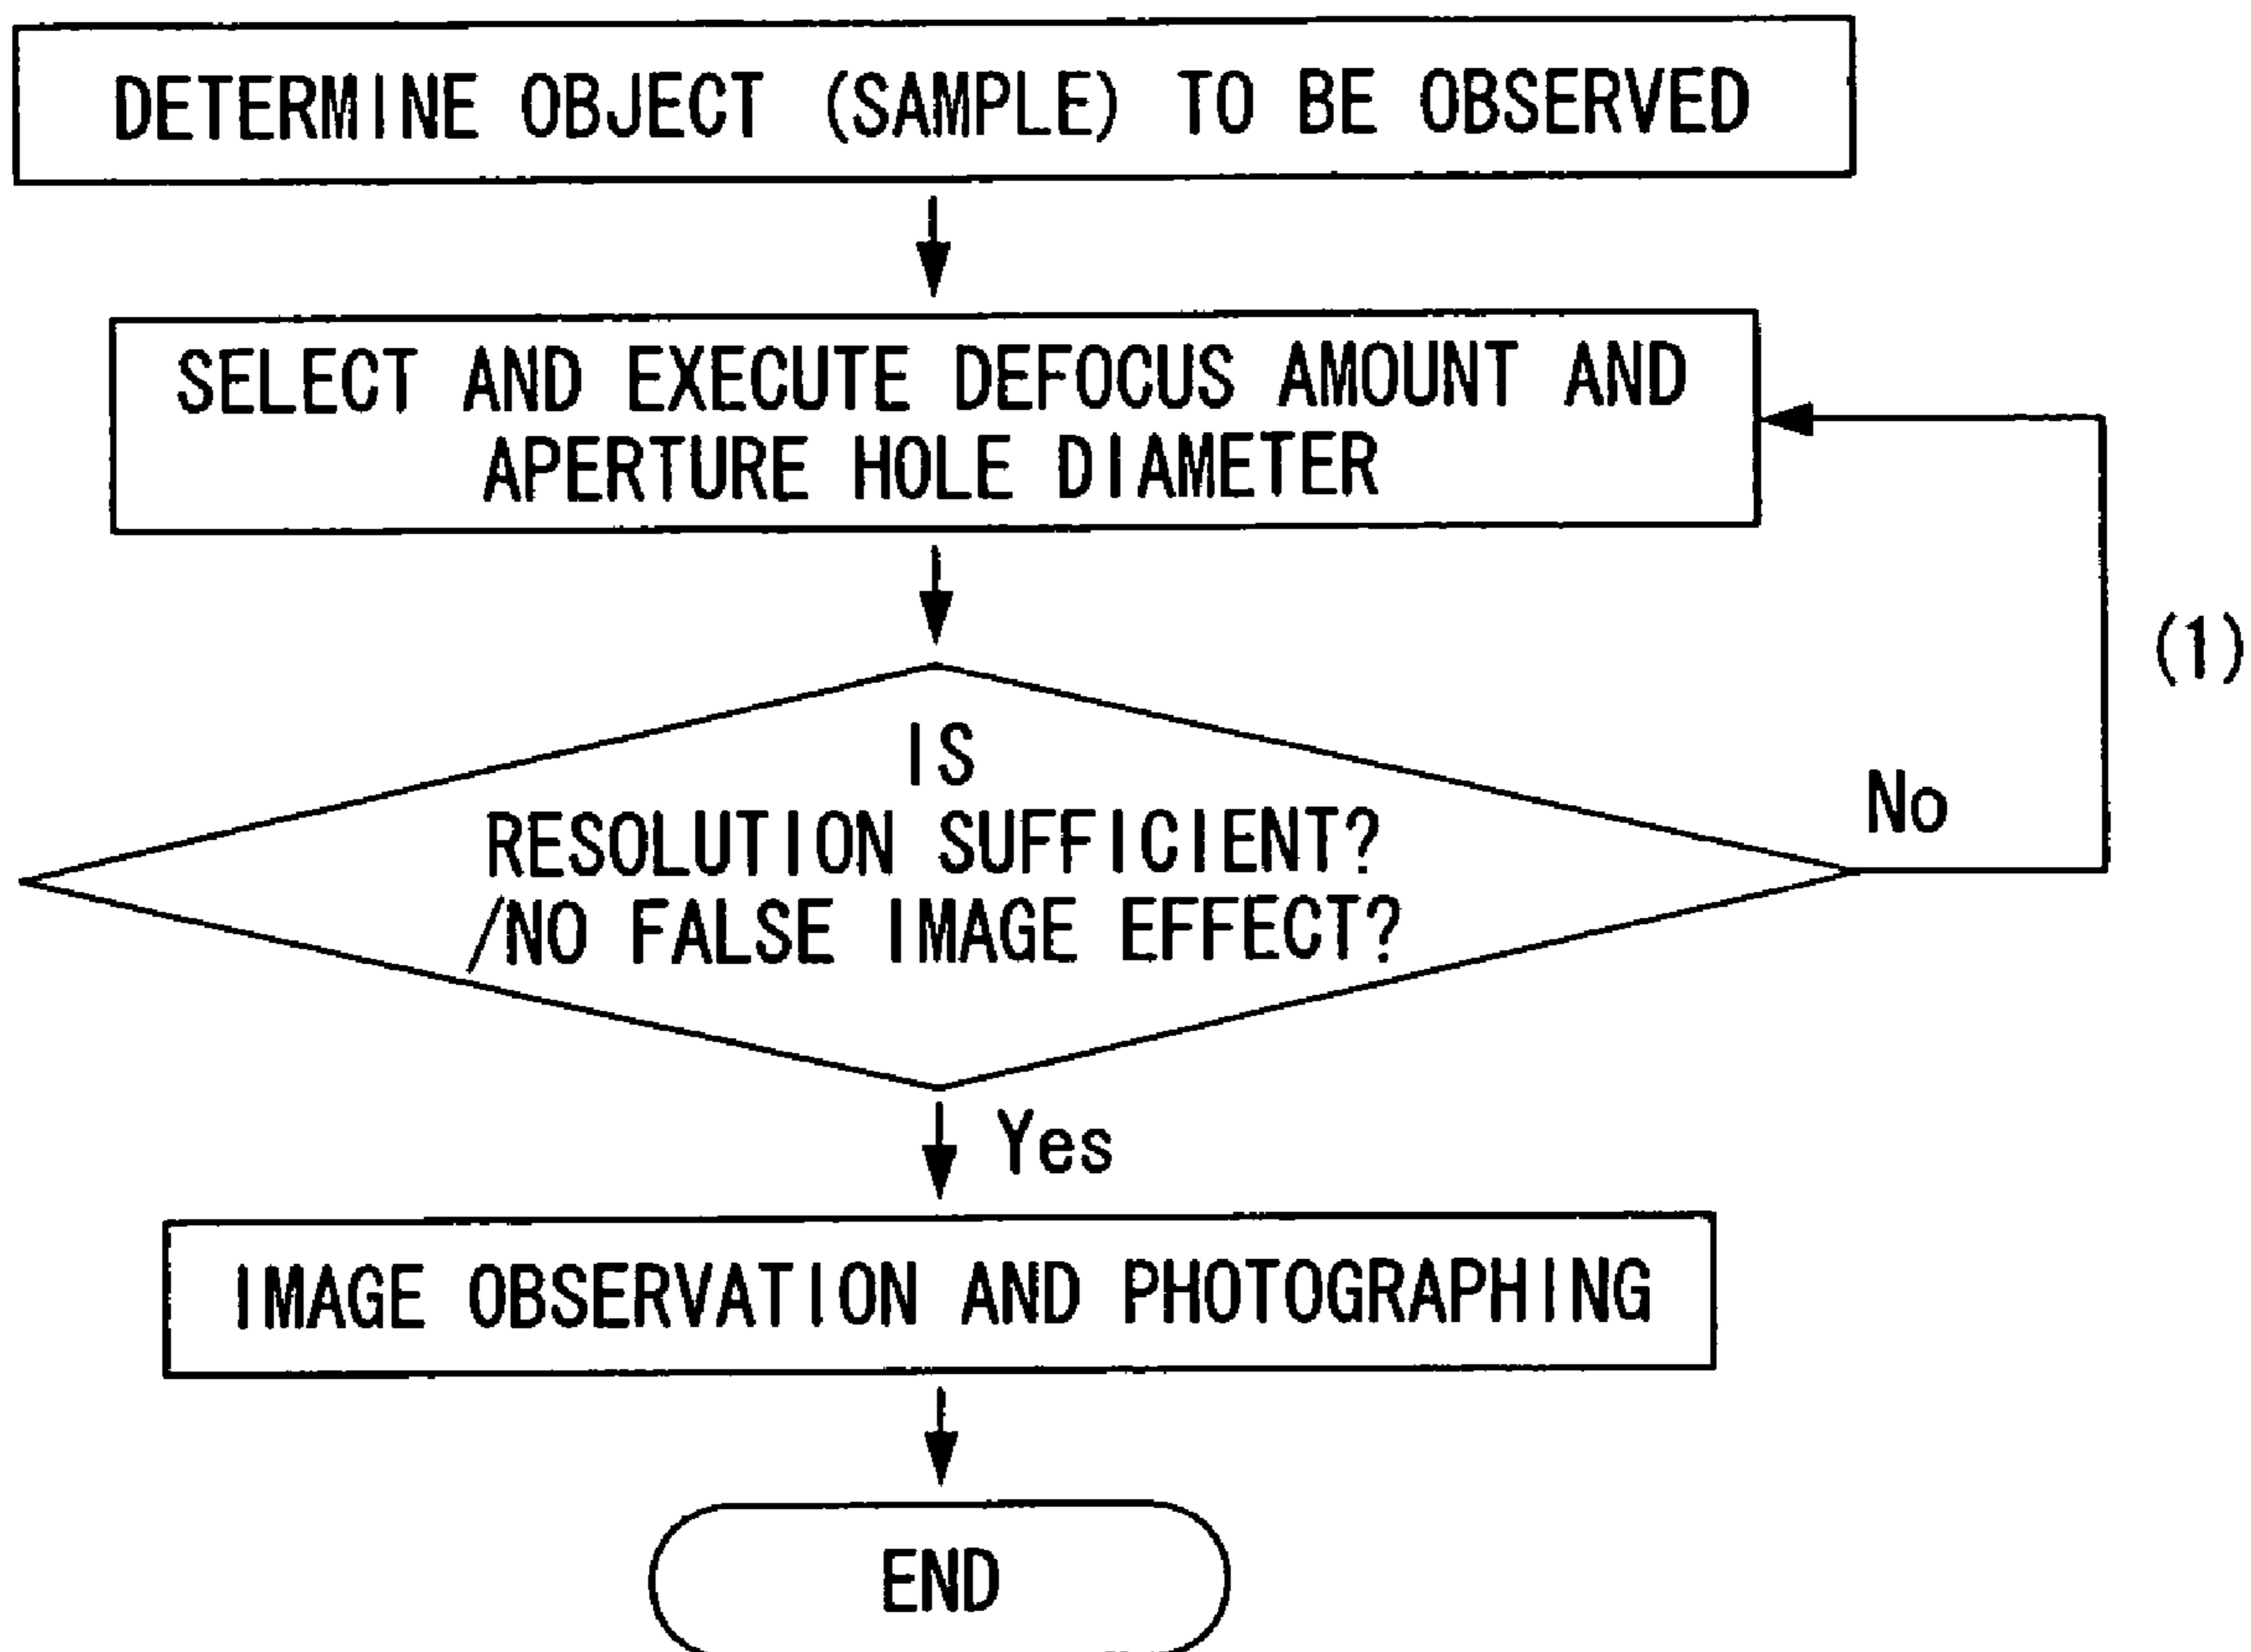 DETERMINE OBJECT (SAMPLE) TO BE OBSERVED
SELECT AND EXECUTE DEFOCUS AMOUNT AND
APERTURE HOLE DIAMETER
(1)
IS
RESOLUTION SUFFICIENT?
/NO FALSE IMAGE EFFECT?
No
Yes
IMAGE OBSERVATION AND PHOTOGRAPHING
END